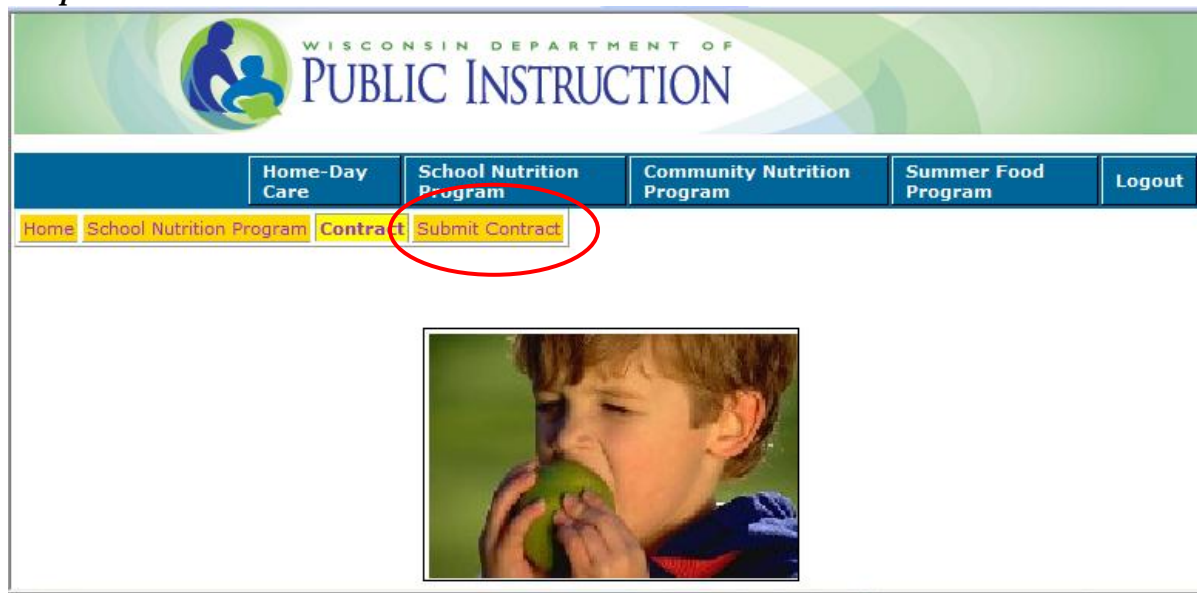 WISCONSIN DEPARTMENT OF
PUBLIC INSTRUCTION
Home-Day Care
School Nutrition Program
Community Nutrition Program
Summer Food Program
Logout
Home School Nutrition Program Contract Submit Contract